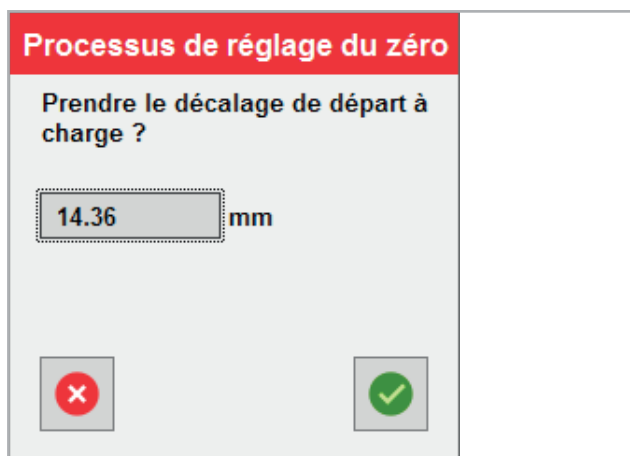 Processus de réglage du zéro
Prendre le décalage de départ à
charge ?
14.36 mm